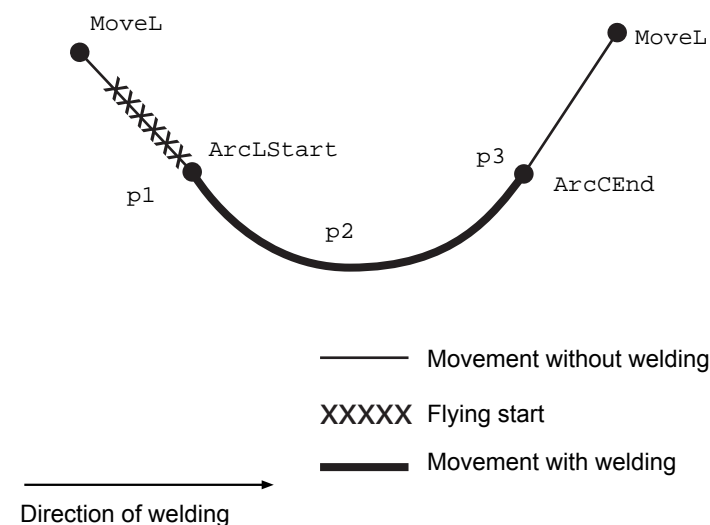 MoveL
MoveL
ArcLStart
p3
ArcCEnd
p1
p2
Movement without welding
XXXXX Flying start
Movement with welding
Direction of welding